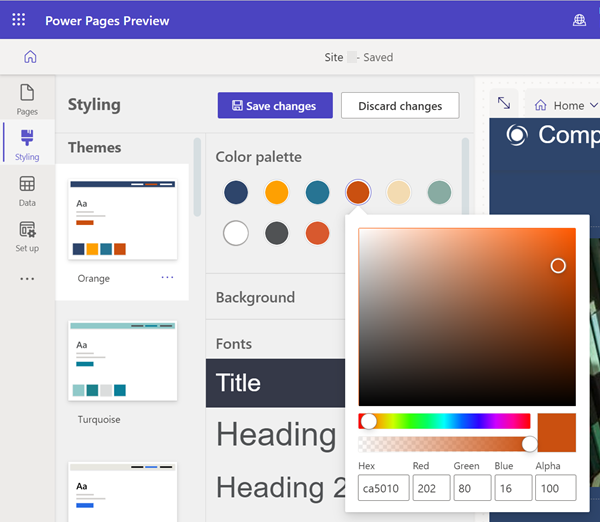 Power Pages Preview
Site - Saved
Pages
Styling
Data
Set up
Styling
Save changes
Discard changes
Themes
Aa
Orange
Aa
Turquoise
Aa
Color palette
Background
Fonts
Title
Heading
Heading 2
Home
Comp
Hex Red Green Blue Alpha
ca5010 202 80 16 100